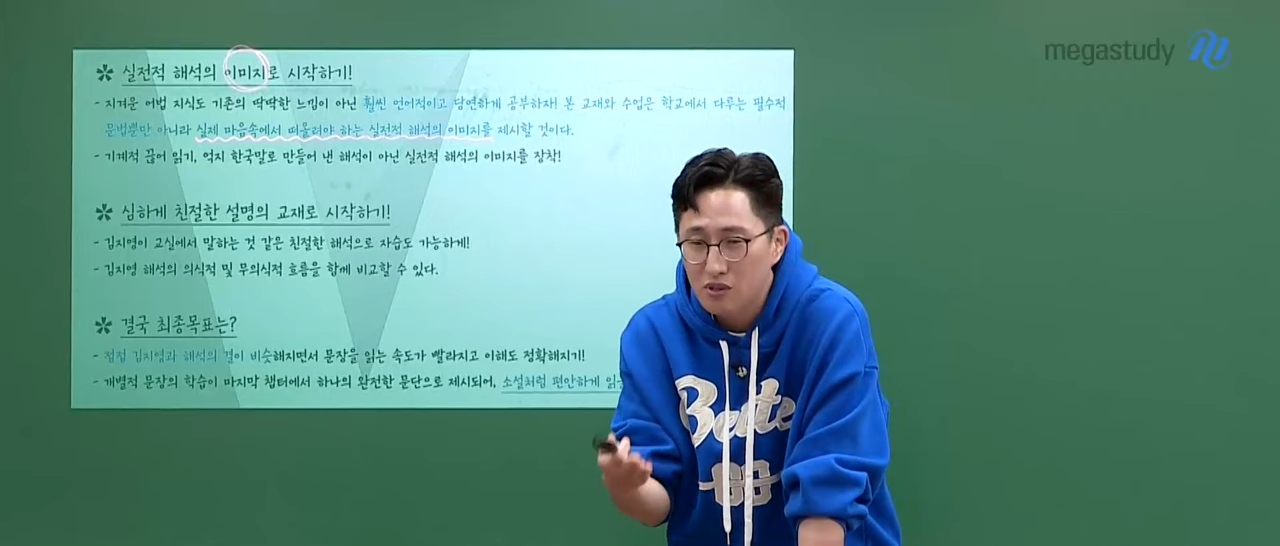 megastudy
✲ 실전적 해석의 이미지로 시작하기!
- 지겨운 어법 지식도 기존의 딱딱한 느낌이 아닌 훨씬 언어적이고 당연하게 공부하자! 본 교재와 수업은 학교에서 다루는 필수적
문법뿐만 아니라 실제 마음속에서 떠올려야 하는 실전적 해석의 이미지를 제시할 것이다.
- 기계적 끊어 읽기, 억지 한국말로 만들어 낸 해석이 아닌 실전적 해석의 이미지를 장착!
✲ 심하게 친절한 설명의 교재로 시작하기!
- 김지영이 교실에서 말하는 것 같은 친절한 해석으로 자습도 가능하게!
- 김지영 해석의 의식적 및 무의식적 흐름을 함께 비교할 수 있다.
✲ 결국 최종목표는?
- 점점 김지영과 해석의 결이 비슷해지면서 문장을 읽는 속도가 빨라지고 이해도 정확해지기!
- 개별적 문장의 학습이 마지막 챕터에서 하나의 완전한 문단으로 제시되어, 소설처럼 편안하게